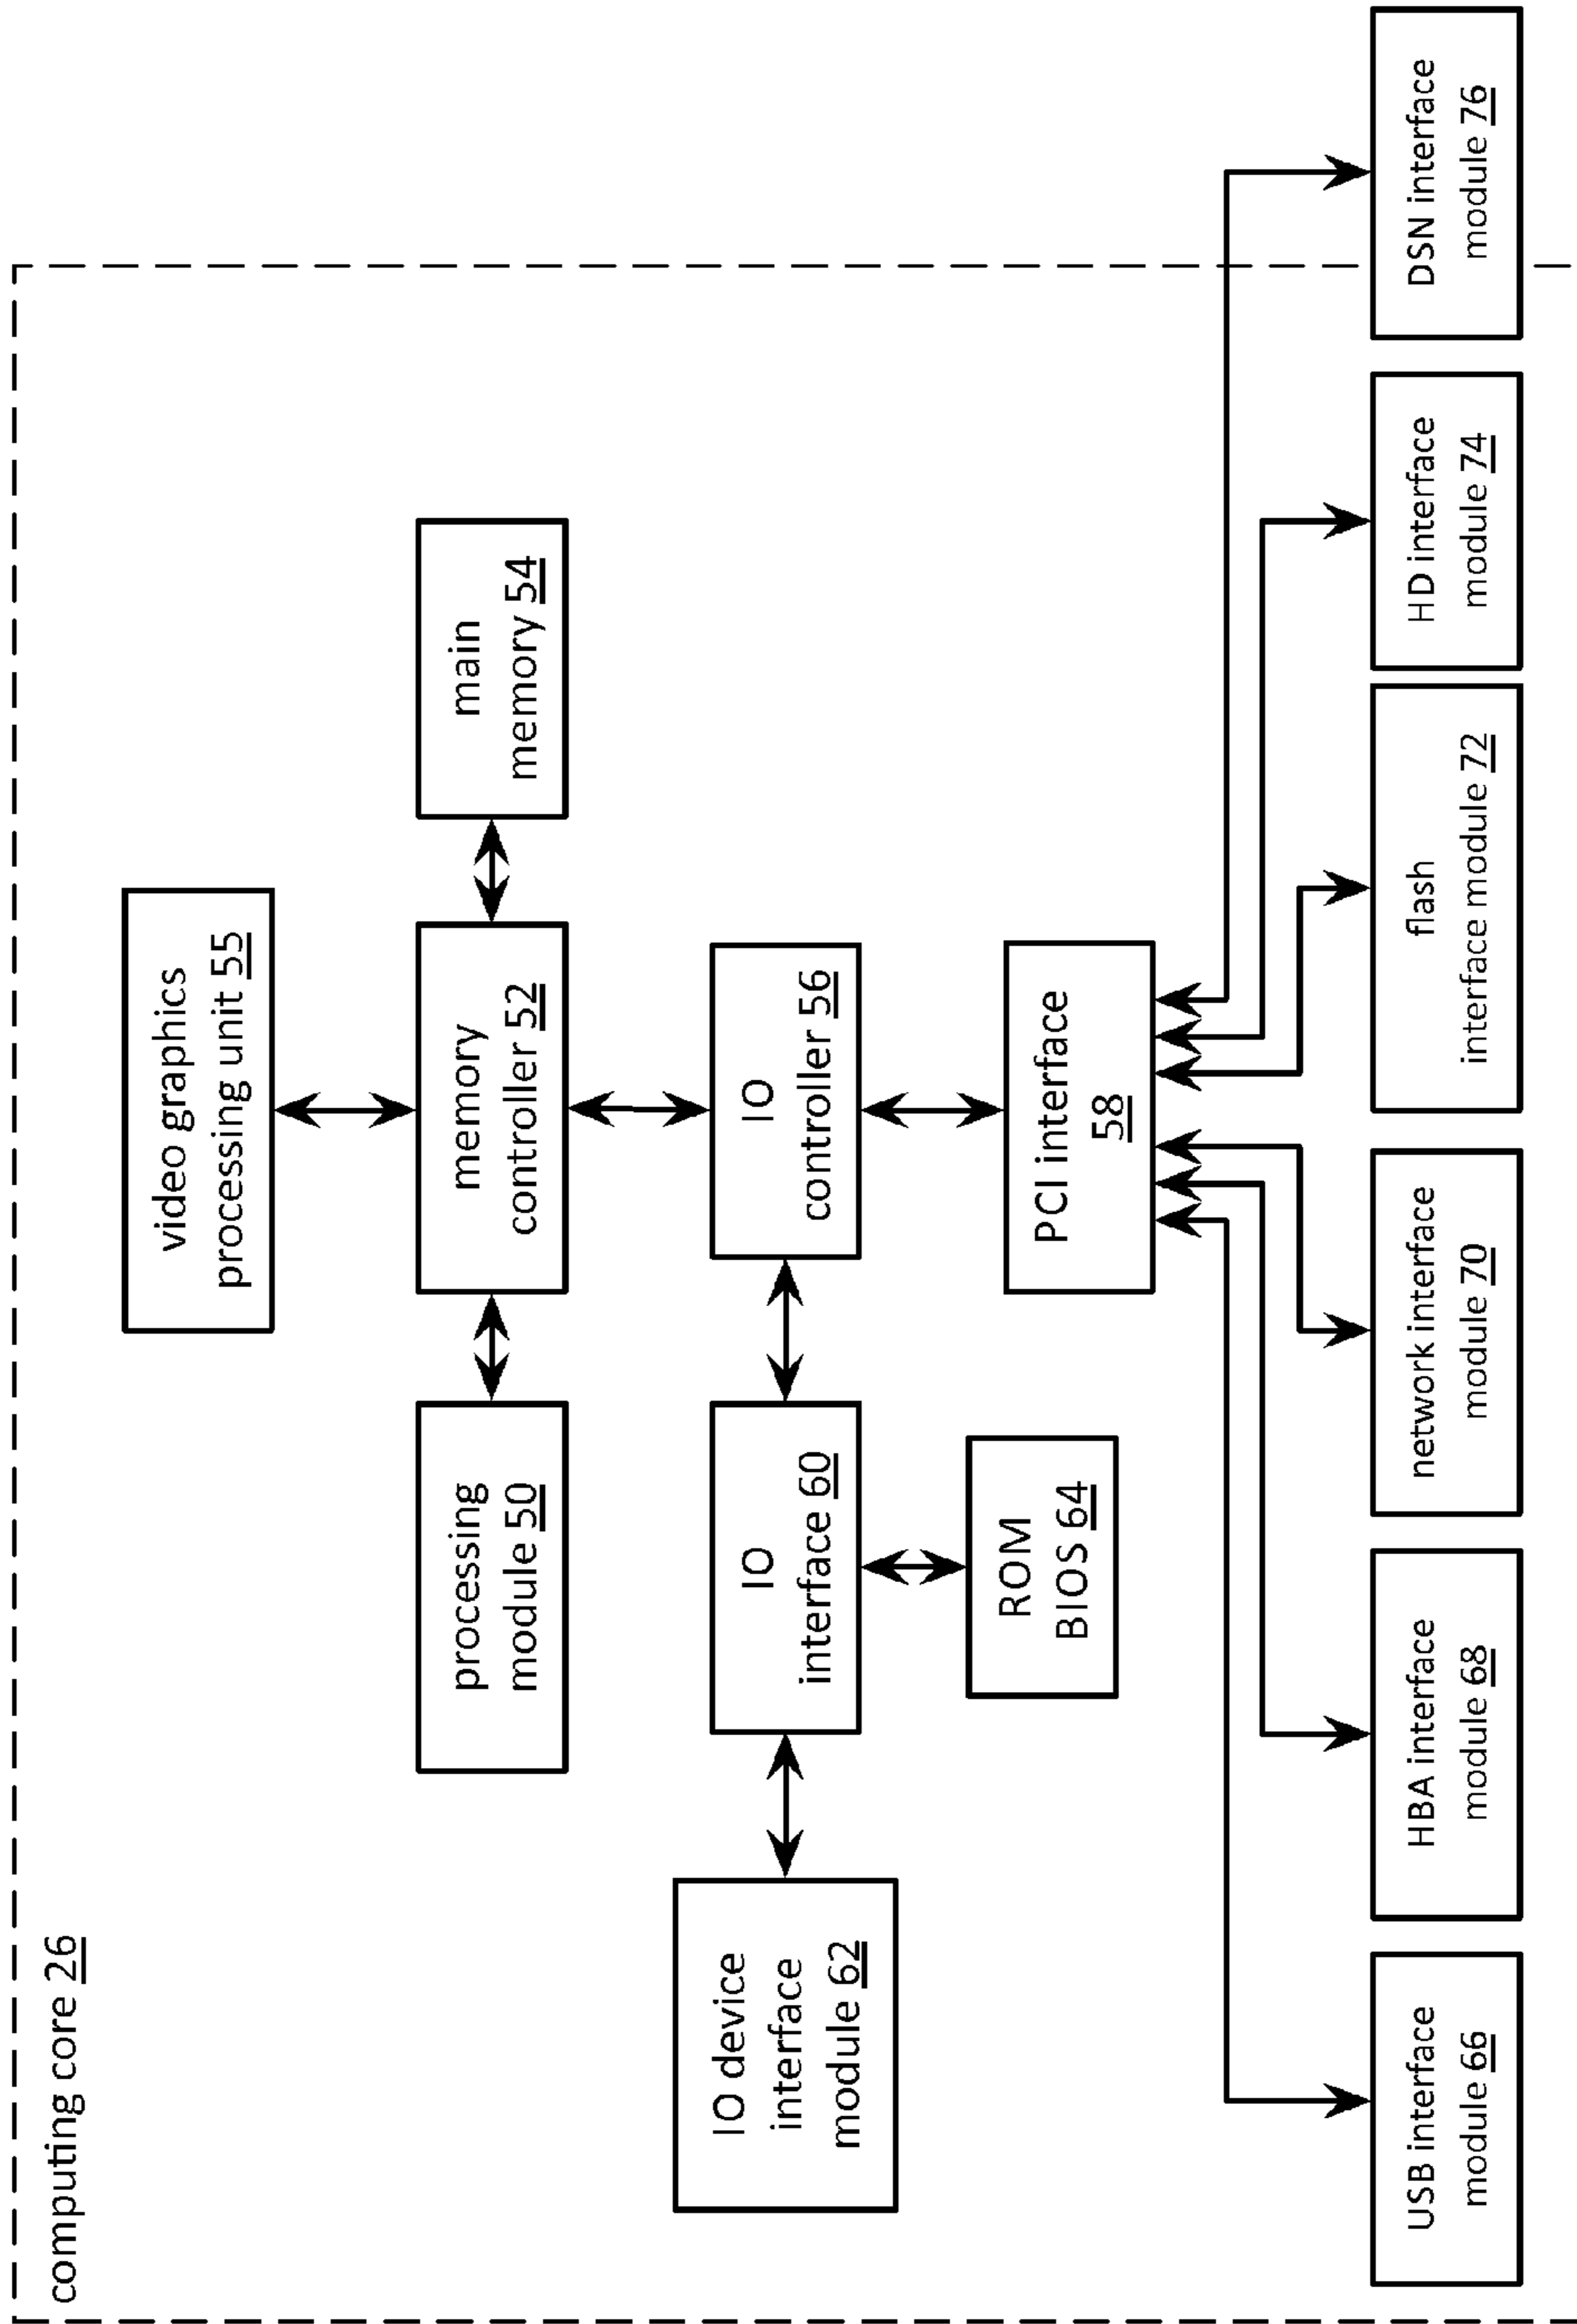 computing core 26
video graphics
processing unit 55
processing
module 50
memory
controller 52
main
memory 54
IO device
interface
module 62
IO
interface 60
IO
controller 56
ROM
BIOS 64
PCI interface
58
USB interface
module 66
HBA interface
module 68
network interface
module 70
flash
interface module 72
HD interface
module 74
DSN interface
module 76